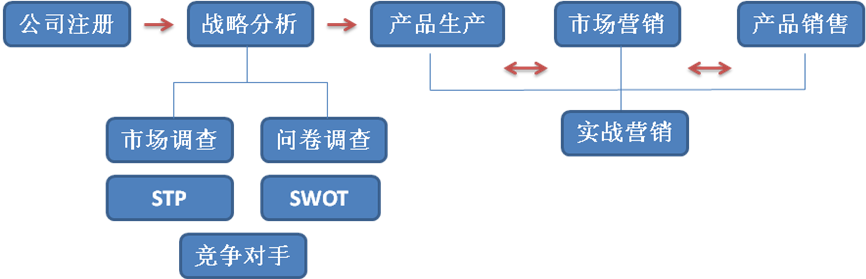 公司注册
战略分析
产品生产
市场营销
产品销售
市场调查
问卷调查
实战营销
STP
SWOT
竞争对手